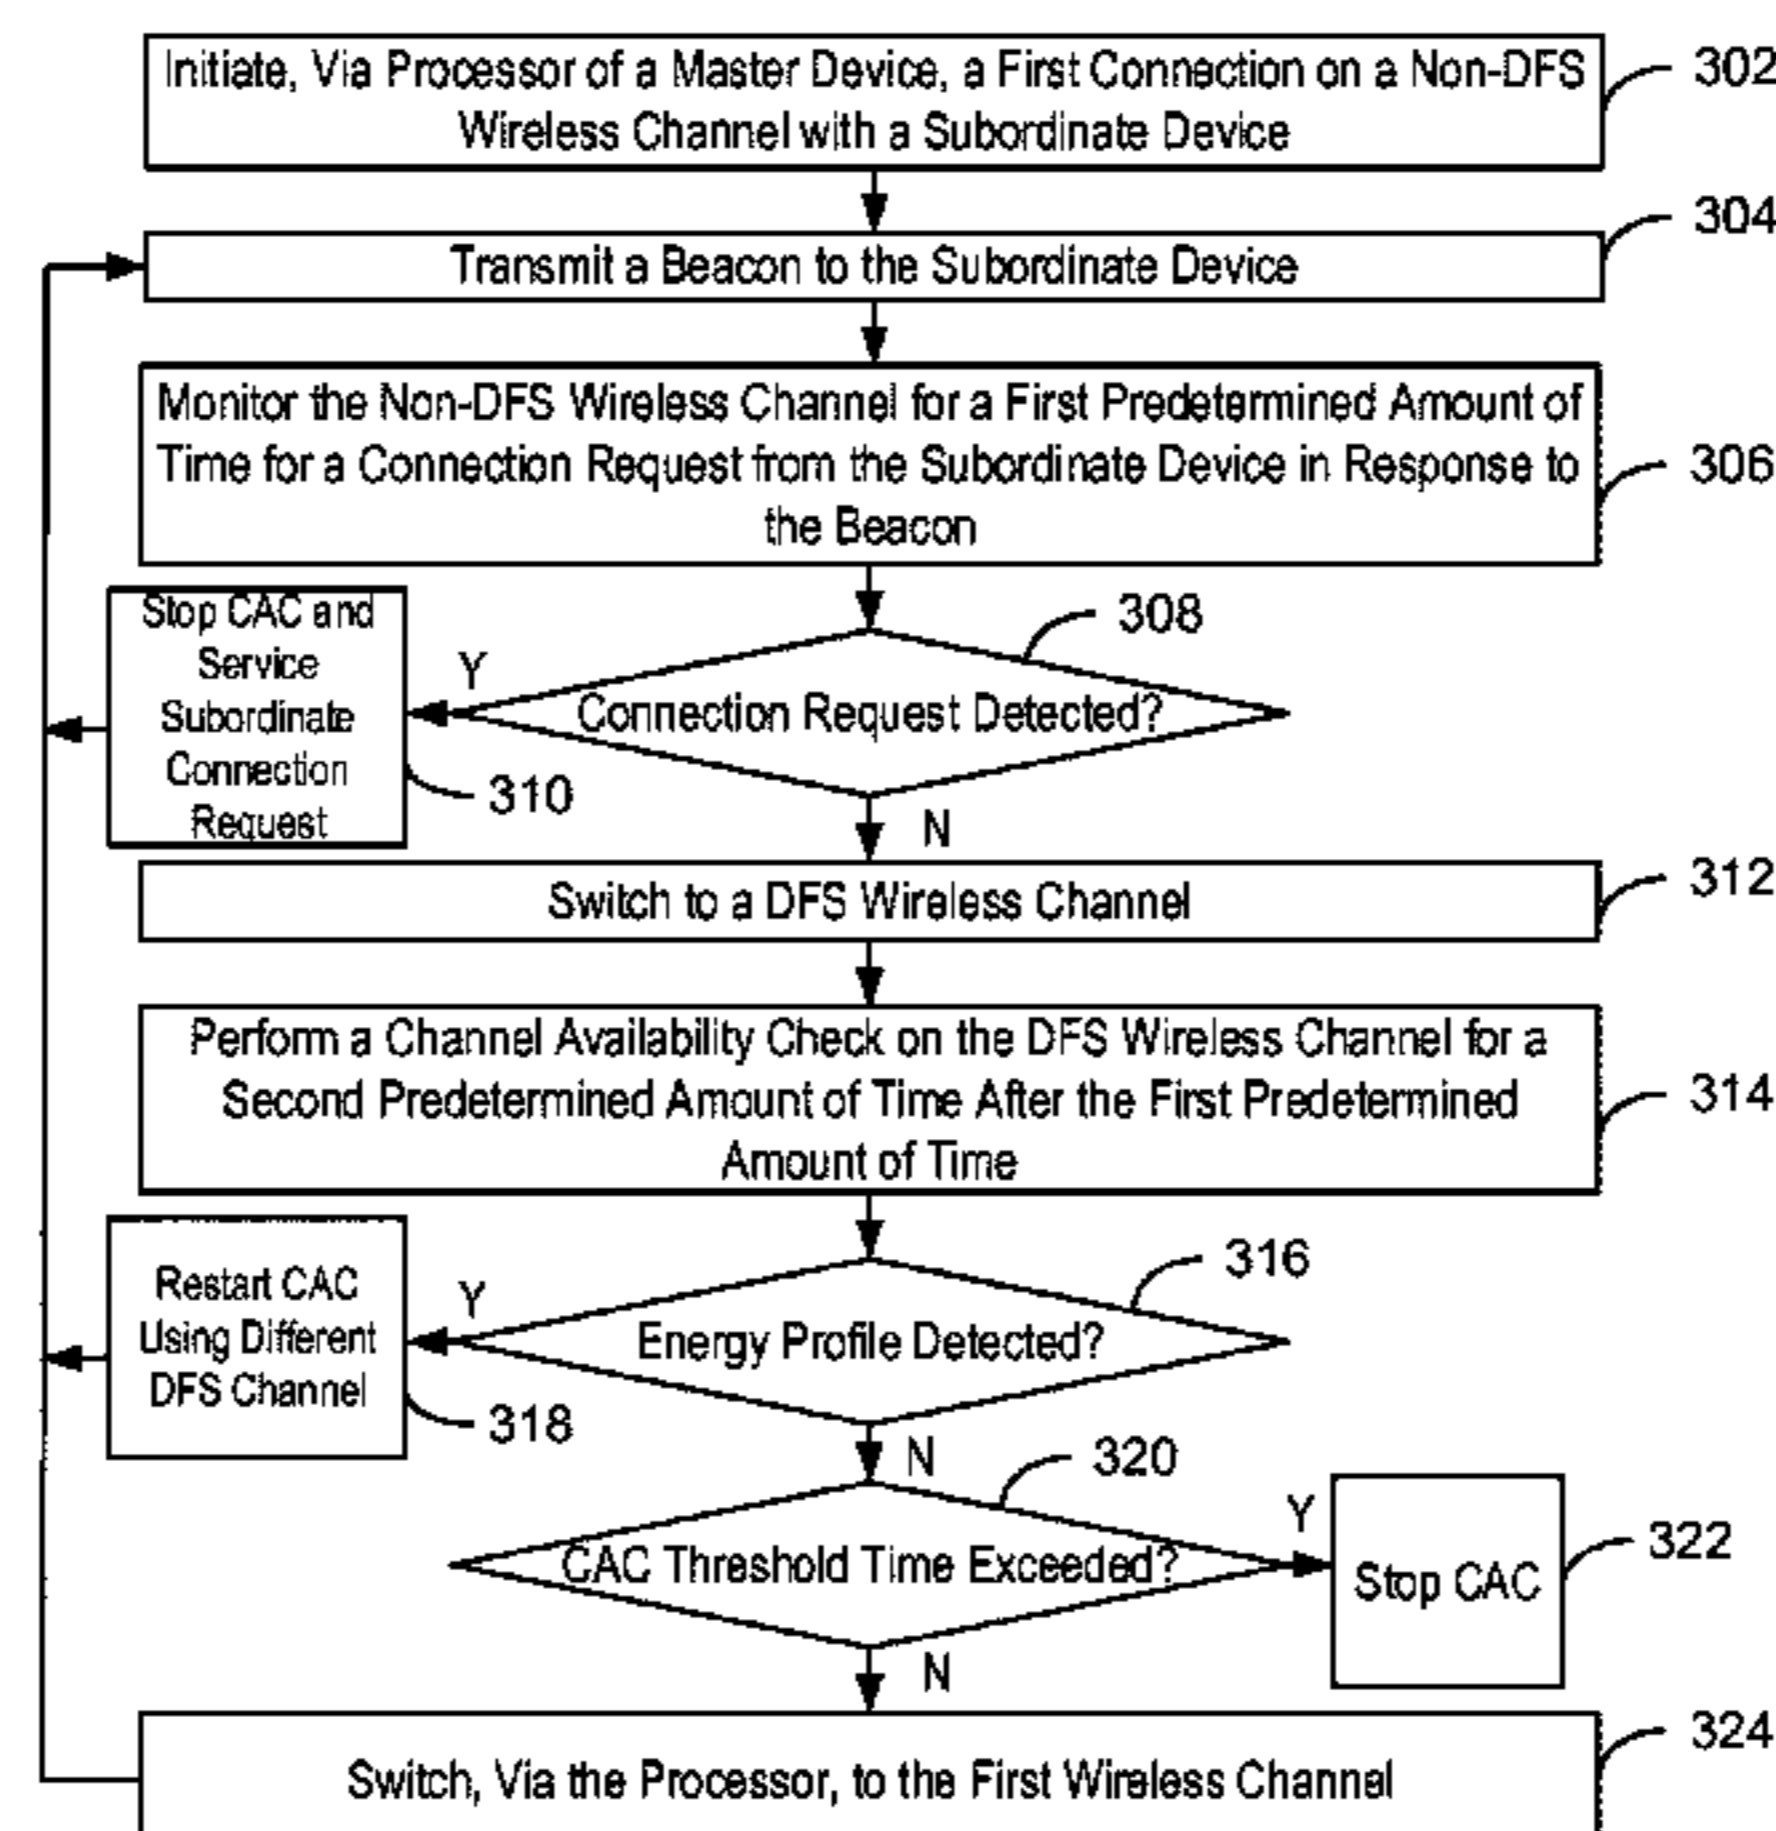 Initiate, Via Processor of a Master Device, a First Connection on a Non-DFS
Wireless Channel with a Subordinate Device
302
304
Transmit a Beacon to the Subordinate Device
Monitor the Non-DFS Wireless Channel for a First Predetermined Amount of
Time for a Connection Request from the Subordinate Device in Response to
the Beacon
306
308
Stop CAC and
Service
Subordinate
Connection
Request
Y
Connection Request Detected?
310
N
312
Switch to a DFS Wireless Channel
Perform a Channel Availability Check on the DFS Wireless Channel for a
Second Predetermined Amount of Time After the First Predetermined
Amount of Time
314
316
Restart CAC
Using Different
DFS Channel
Y
Energy Profile Detected?
318
N
320
Y
CAC Threshold Time Exceeded?
Stop CAC
322
N
324
Switch, Via the Processor, to the First Wireless Channel